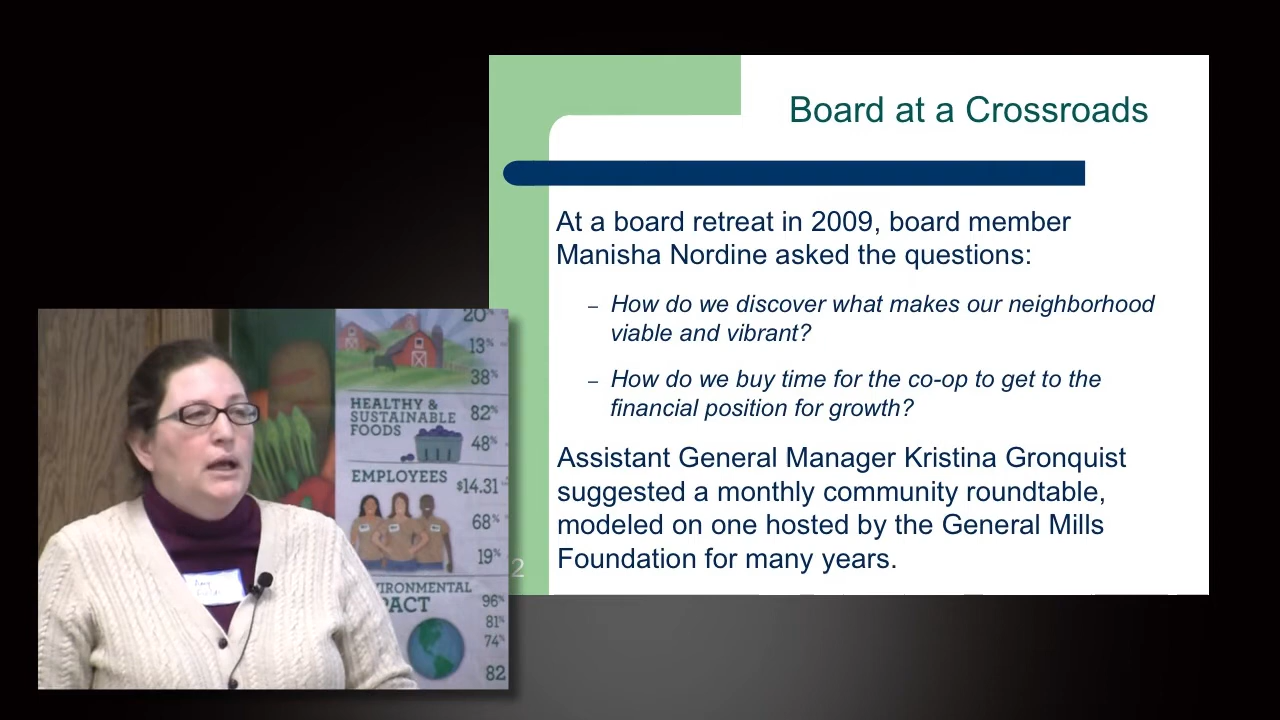 Board at a Crossroads
At a board retreat in 2009, board member
Manisha Nordine asked the questions:
– How do we discover what makes our neighborhood
viable and vibrant?
– How do we buy time for the co-op to get to the
financial position for growth?
Assistant General Manager Kristina Gronquist
suggested a monthly community roundtable,
modeled on one hosted by the General Mills
Foundation for many years.
2
20%
13%
38%
HEALTHY &
SUSTAINABLE
FOODS
82%
48%
EMPLOYEES
$14.31
68%
19%
VIRONMENTAL
PACT
96%
81%
74%
82